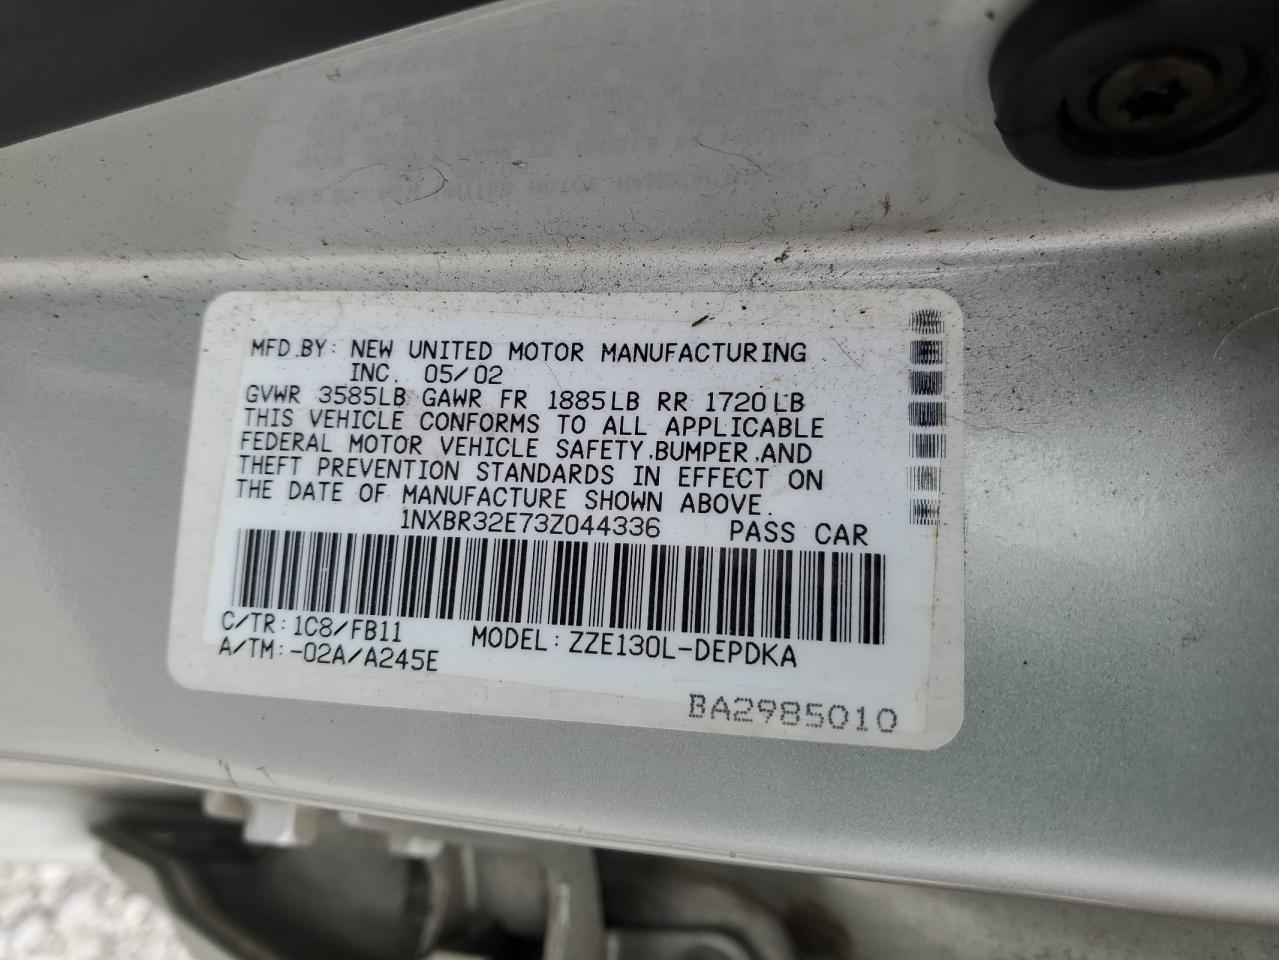 MFD.BY: NEW UNITED MOTOR MANUFACTURING
INC. 05/02
GVWR 3585LB GAWR FR 1885LB RR 1720LB
THIS VEHICLE CONFORMS TO ALL APPLICABLE
FEDERAL MOTOR VEHICLE SAFETY,BUMPER,AND
THEFT PREVENTION STANDARDS IN EFFECT ON
THE DATE OF MANUFACTURE SHOWN ABOVE.
1NXBR32E73Z044336 PASS CAR
C/TR:1C8/FB11 MODEL:ZZE130L-DEPDKA
A/TM:-02A/A245E
BA2985010